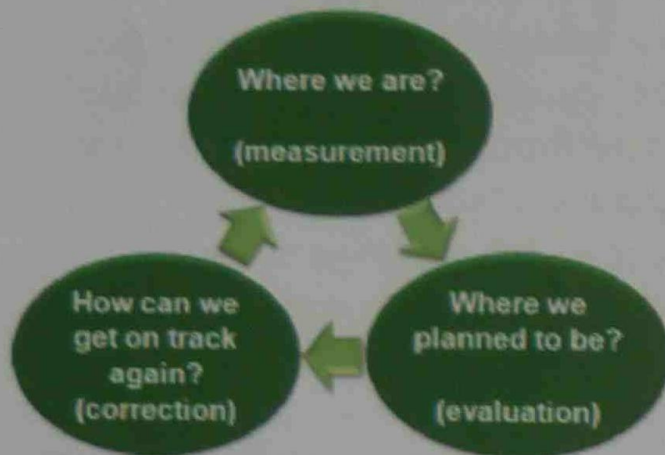 Where we are?
(measurement)
Where we
planned to be?
(evaluation)
How can we
get on track
again?
(correction)